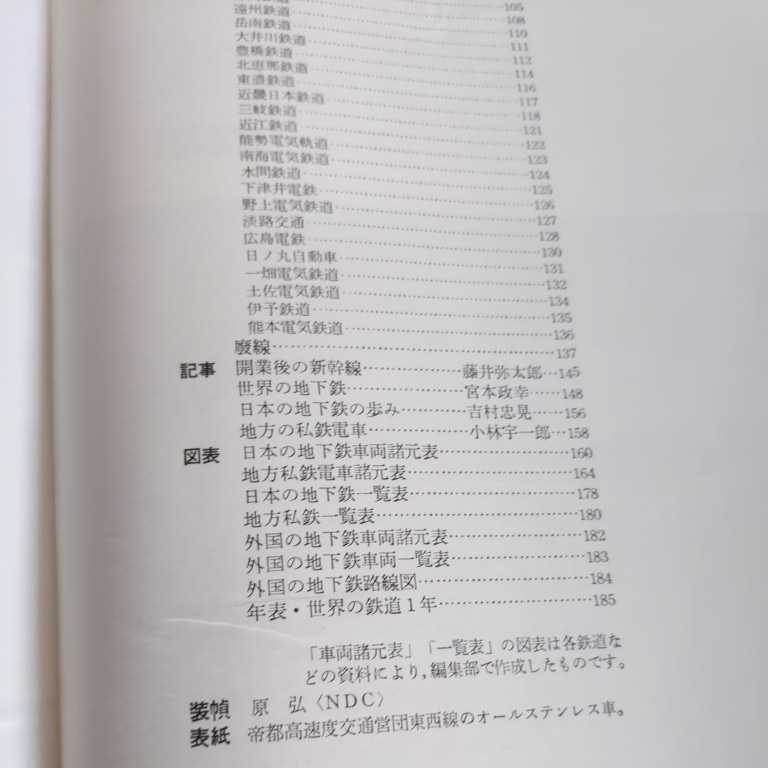 105
鉄道……108
遠州鉄道……110
岳南鉄道……111
大井川鉄道……112
豊橋鉄道……114
北恵那鉄道……116
東濃鉄道……117
近畿日本鉄道……118
三岐鉄道……121
近江鉄道……122
能勢電気軌道……123
南海電気鉄道……124
水間鉄道……125
下津井電鉄……126
野上電気鉄道……127
淡路交通……128
広島電鉄……130
日ノ丸自動車……131
一畑電気鉄道……132
土佐電気鉄道……134
伊予鉄道……135
熊本電気鉄道……136
廢線……137
記事 開業後の新幹線……藤井弥太郎…145
世界の地下鉄……宮本政幸……148
日本の地下鉄の歩み……吉村忠晃……156
地方の私鉄電車……小林宇一郎…158
図表 日本の地下鉄車両諸元表……160
地方私鉄電車諸元表……164
日本の地下鉄一覧表……178
地方私鉄一覧表……180
外国の地下鉄車両諸元表……182
外国の地下鉄車両一覧表……183
外国の地下鉄路線図……184
年表・世界の鉄道1年……185
「車両諸元表」「一覧表」の図表は各鉄道な
どの資料により,編集部で作成したものです。
装幀 原 弘〈NDC〉
表紙 帝都高速度交通営団東西線のオールステンレス車。